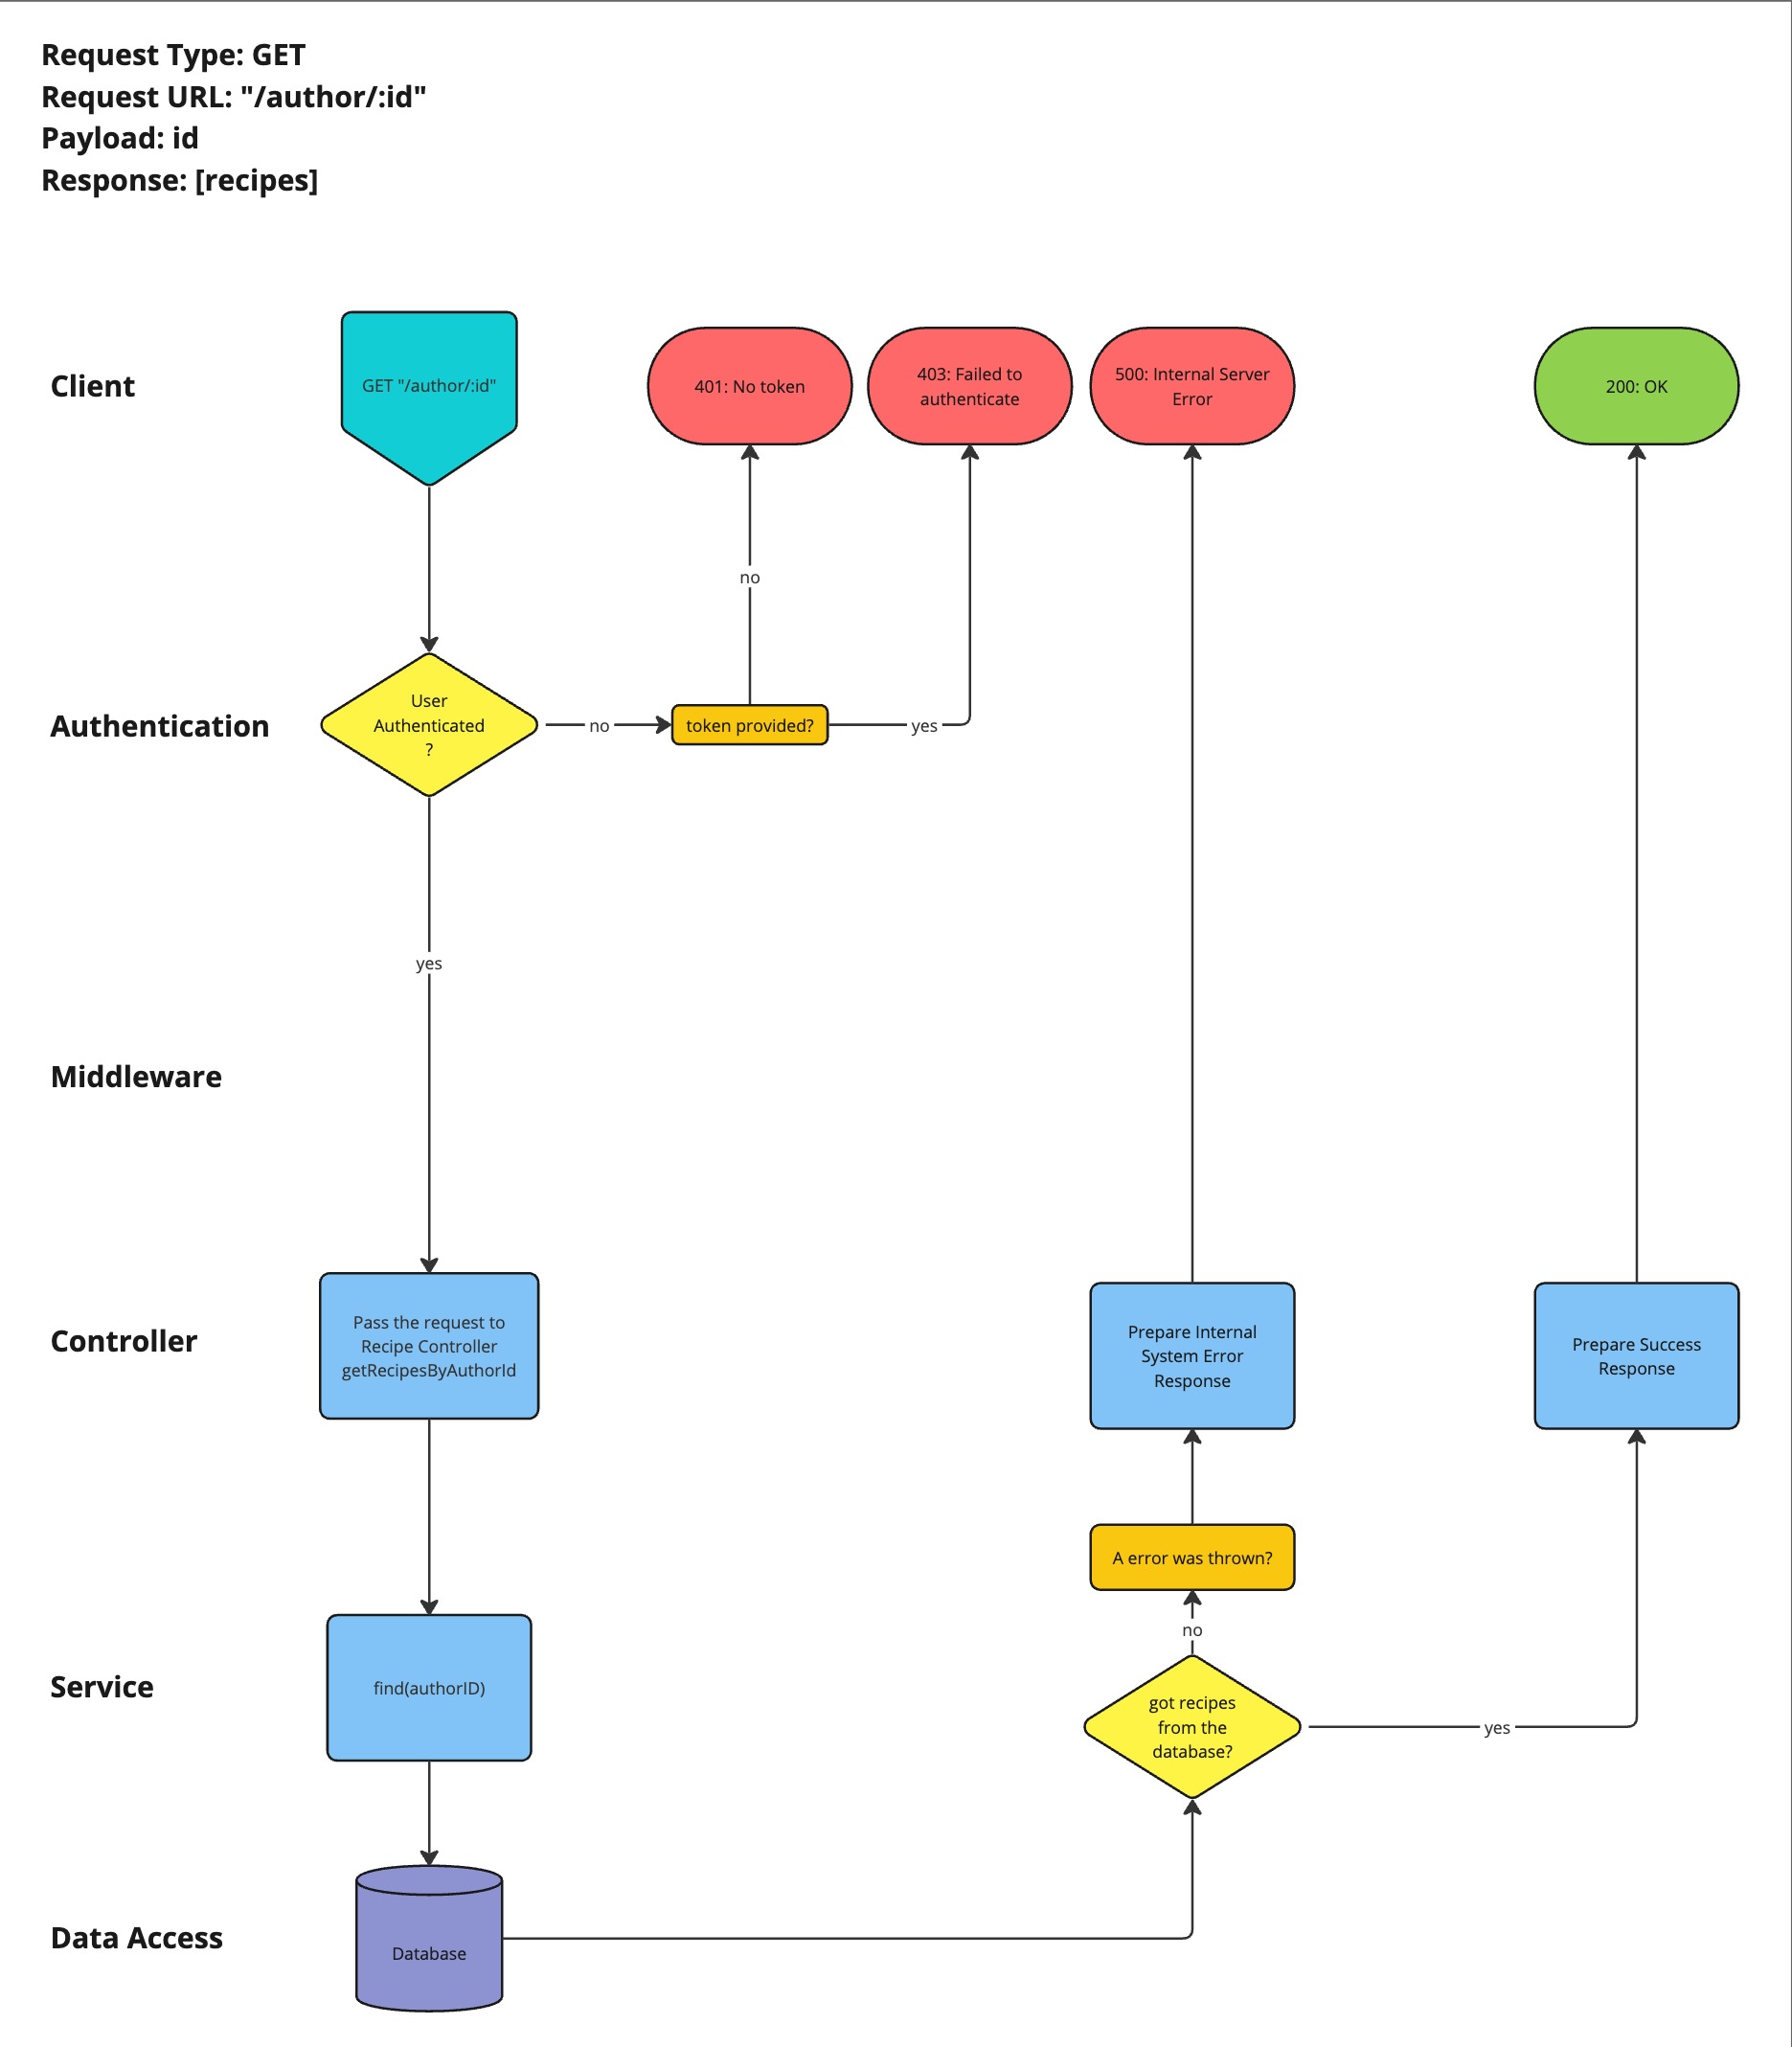 Request Type: GET
Request URL: "/author/:id"
Payload: id
Response: [recipes]
Client
GET "/author/:id"
401: No token
403: Failed to
authenticate
500: Internal Server
Error
200: OK
no
Authentication
User
Authenticated
?
no
token provided?
yes
yes
Middleware
Controller
Pass the request to
Recipe Controller
getRecipesByAuthorId
Prepare Internal
System Error
Response
Prepare Success
Response
A error was thrown?
no
Service
find(authorID)
got recipes
from the
database?
yes
Data Access
Database